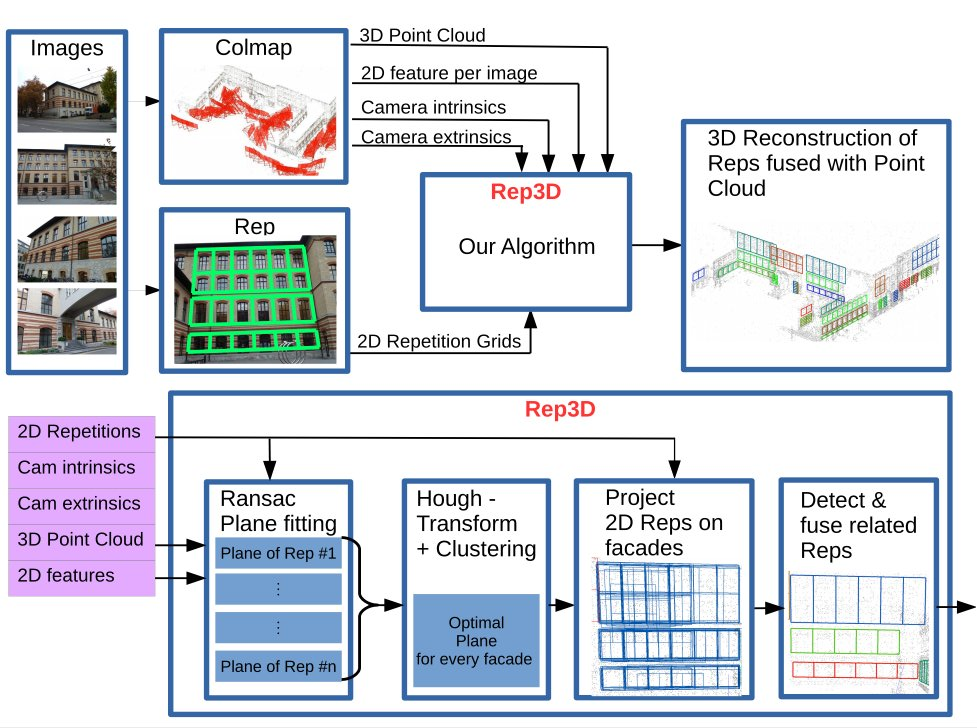 Images
Colmap
3D Point Cloud
2D feature per image
Camera intrinsics
Camera extrinsics
Rep
2D Repetition Grids
Rep3D
Our Algorithm
3D Reconstruction of
Reps fused with Point
Cloud
Rep3D
2D Repetitions
Cam intrinsics
Cam extrinsics
3D Point Cloud
2D features
Ransac
Plane fitting
Plane of Rep #1
⋮
⋮
Plane of Rep #n
Hough -
Transform
+ Clustering
Optimal
Plane
for every facade
Project
2D Reps on
facades
Detect &
fuse related
Reps